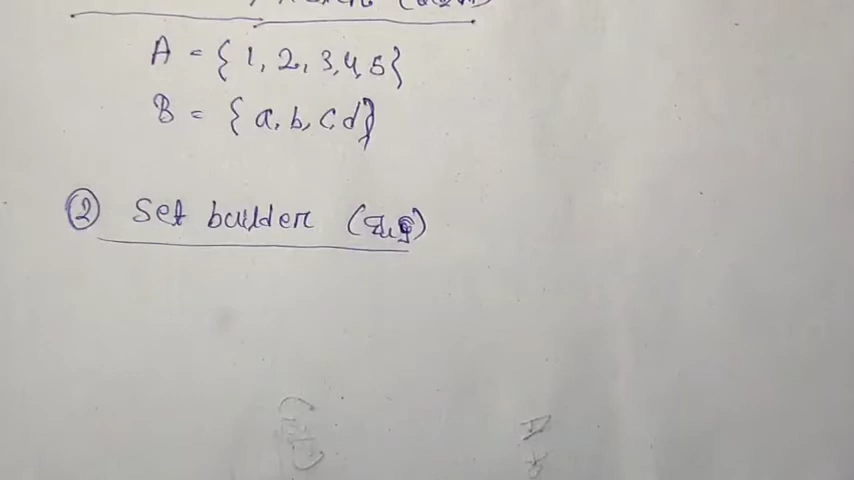 A = {1, 2, 3, 4, 5}
B = {a, b, c, d}
② Set builder